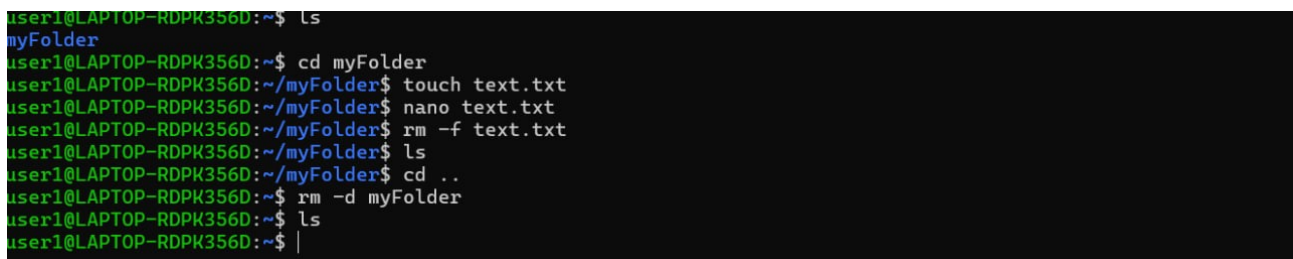 user1@LAPTOP-RDPK356D:~$ ls
myFolder
user1@LAPTOP-RDPK356D:~$ cd myFolder
user1@LAPTOP-RDPK356D:~/myFolder$ touch text.txt
user1@LAPTOP-RDPK356D:~/myFolder$ nano text.txt
user1@LAPTOP-RDPK356D:~/myFolder$ rm -f text.txt
user1@LAPTOP-RDPK356D:~/myFolder$ ls
user1@LAPTOP-RDPK356D:~/myFolder$ cd ..
user1@LAPTOP-RDPK356D:~$ rm -d myFolder
user1@LAPTOP-RDPK356D:~$ ls
user1@LAPTOP-RDPK356D:~$